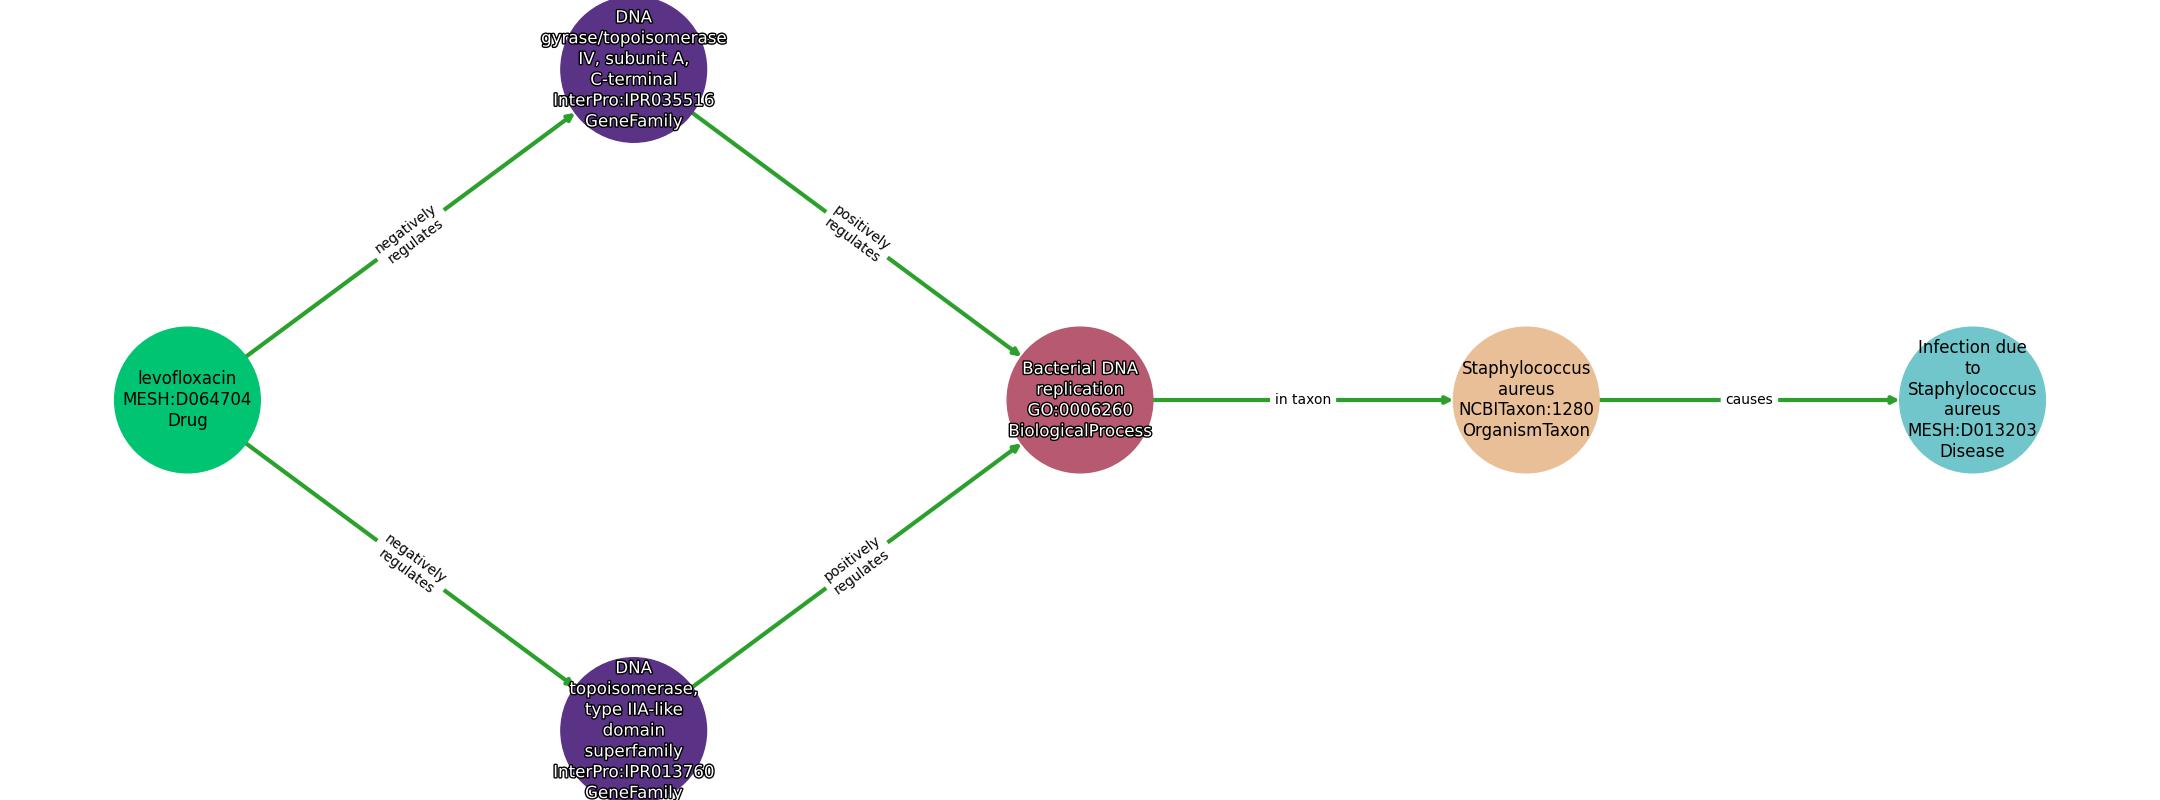 DNA
gyrase/topoisomerase
IV, subunit A,
C-terminal
InterPro:IPR035516
GeneFamily
negatively
regulates
positively
regulates
levofloxacin
MESH:D064704
Drug
Bacterial DNA
replication
GO:0006260
BiologicalProcess
in taxon
Staphylococcus
aureus
NCBITaxon:1280
OrganismTaxon
causes
Infection due
to
Staphylococcus
aureus
MESH:D013203
Disease
negatively
regulates
positively
regulates
DNA
topoisomerase,
type IIA-like
domain
superfamily
InterPro:IPR013760
GeneFamily